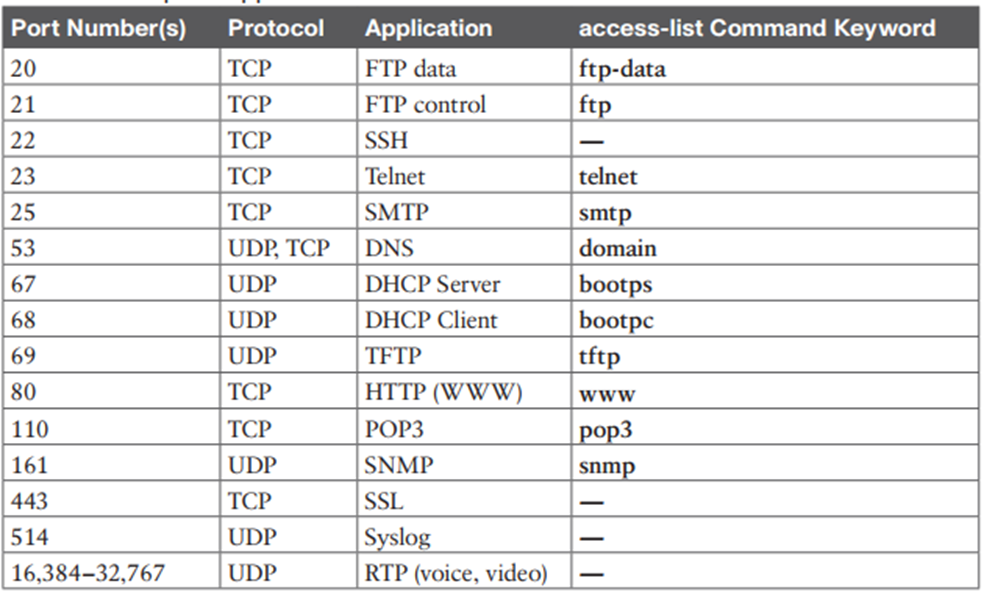 Port Number(s) Protocol Application access-list Command Keyword
20 TCP FTP data ftp-data
21 TCP FTP control ftp
22 TCP SSH —
23 TCP Telnet telnet
25 TCP SMTP smtp
53 UDP, TCP DNS domain
67 UDP DHCP Server bootps
68 UDP DHCP Client bootpc
69 UDP TFTP tftp
80 TCP HTTP (WWW) www
110 TCP POP3 pop3
161 UDP SNMP snmp
443 TCP SSL —
514 UDP Syslog —
16,384–32,767 UDP RTP (voice, video) —